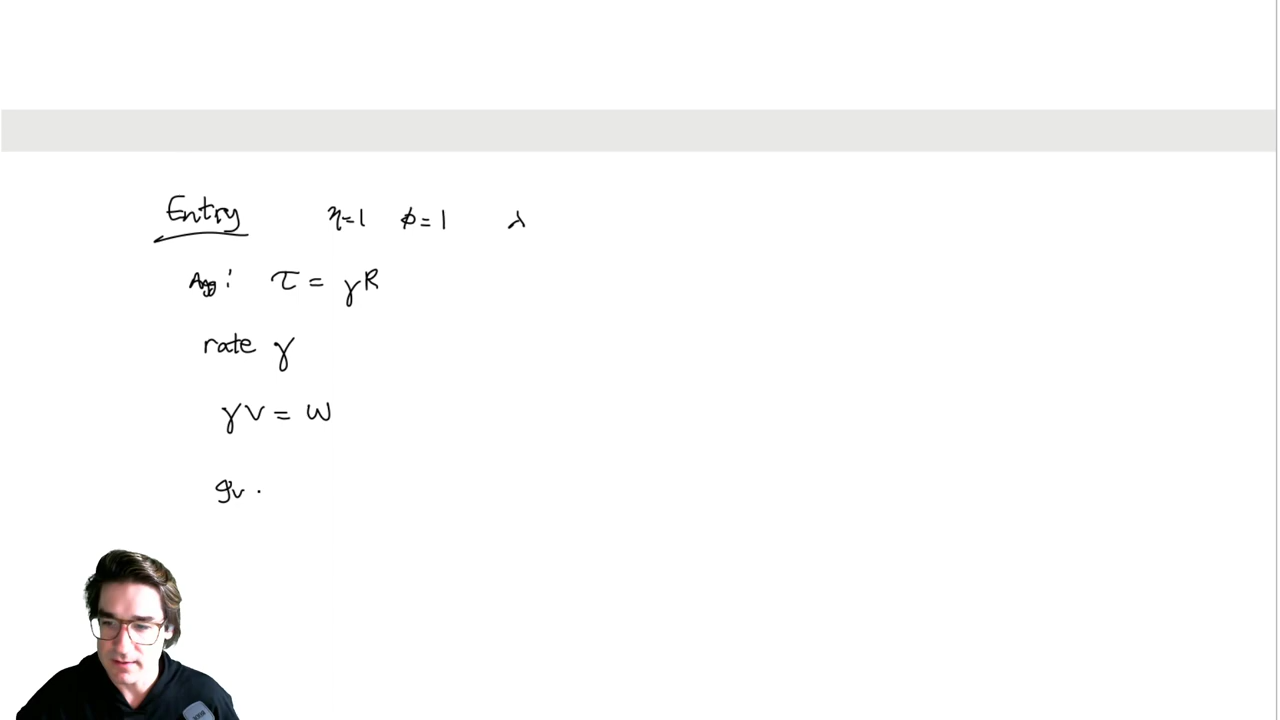 Entry η=1 φ=1 λ
Agg: τ = γR
rate γ
γV = w
gv